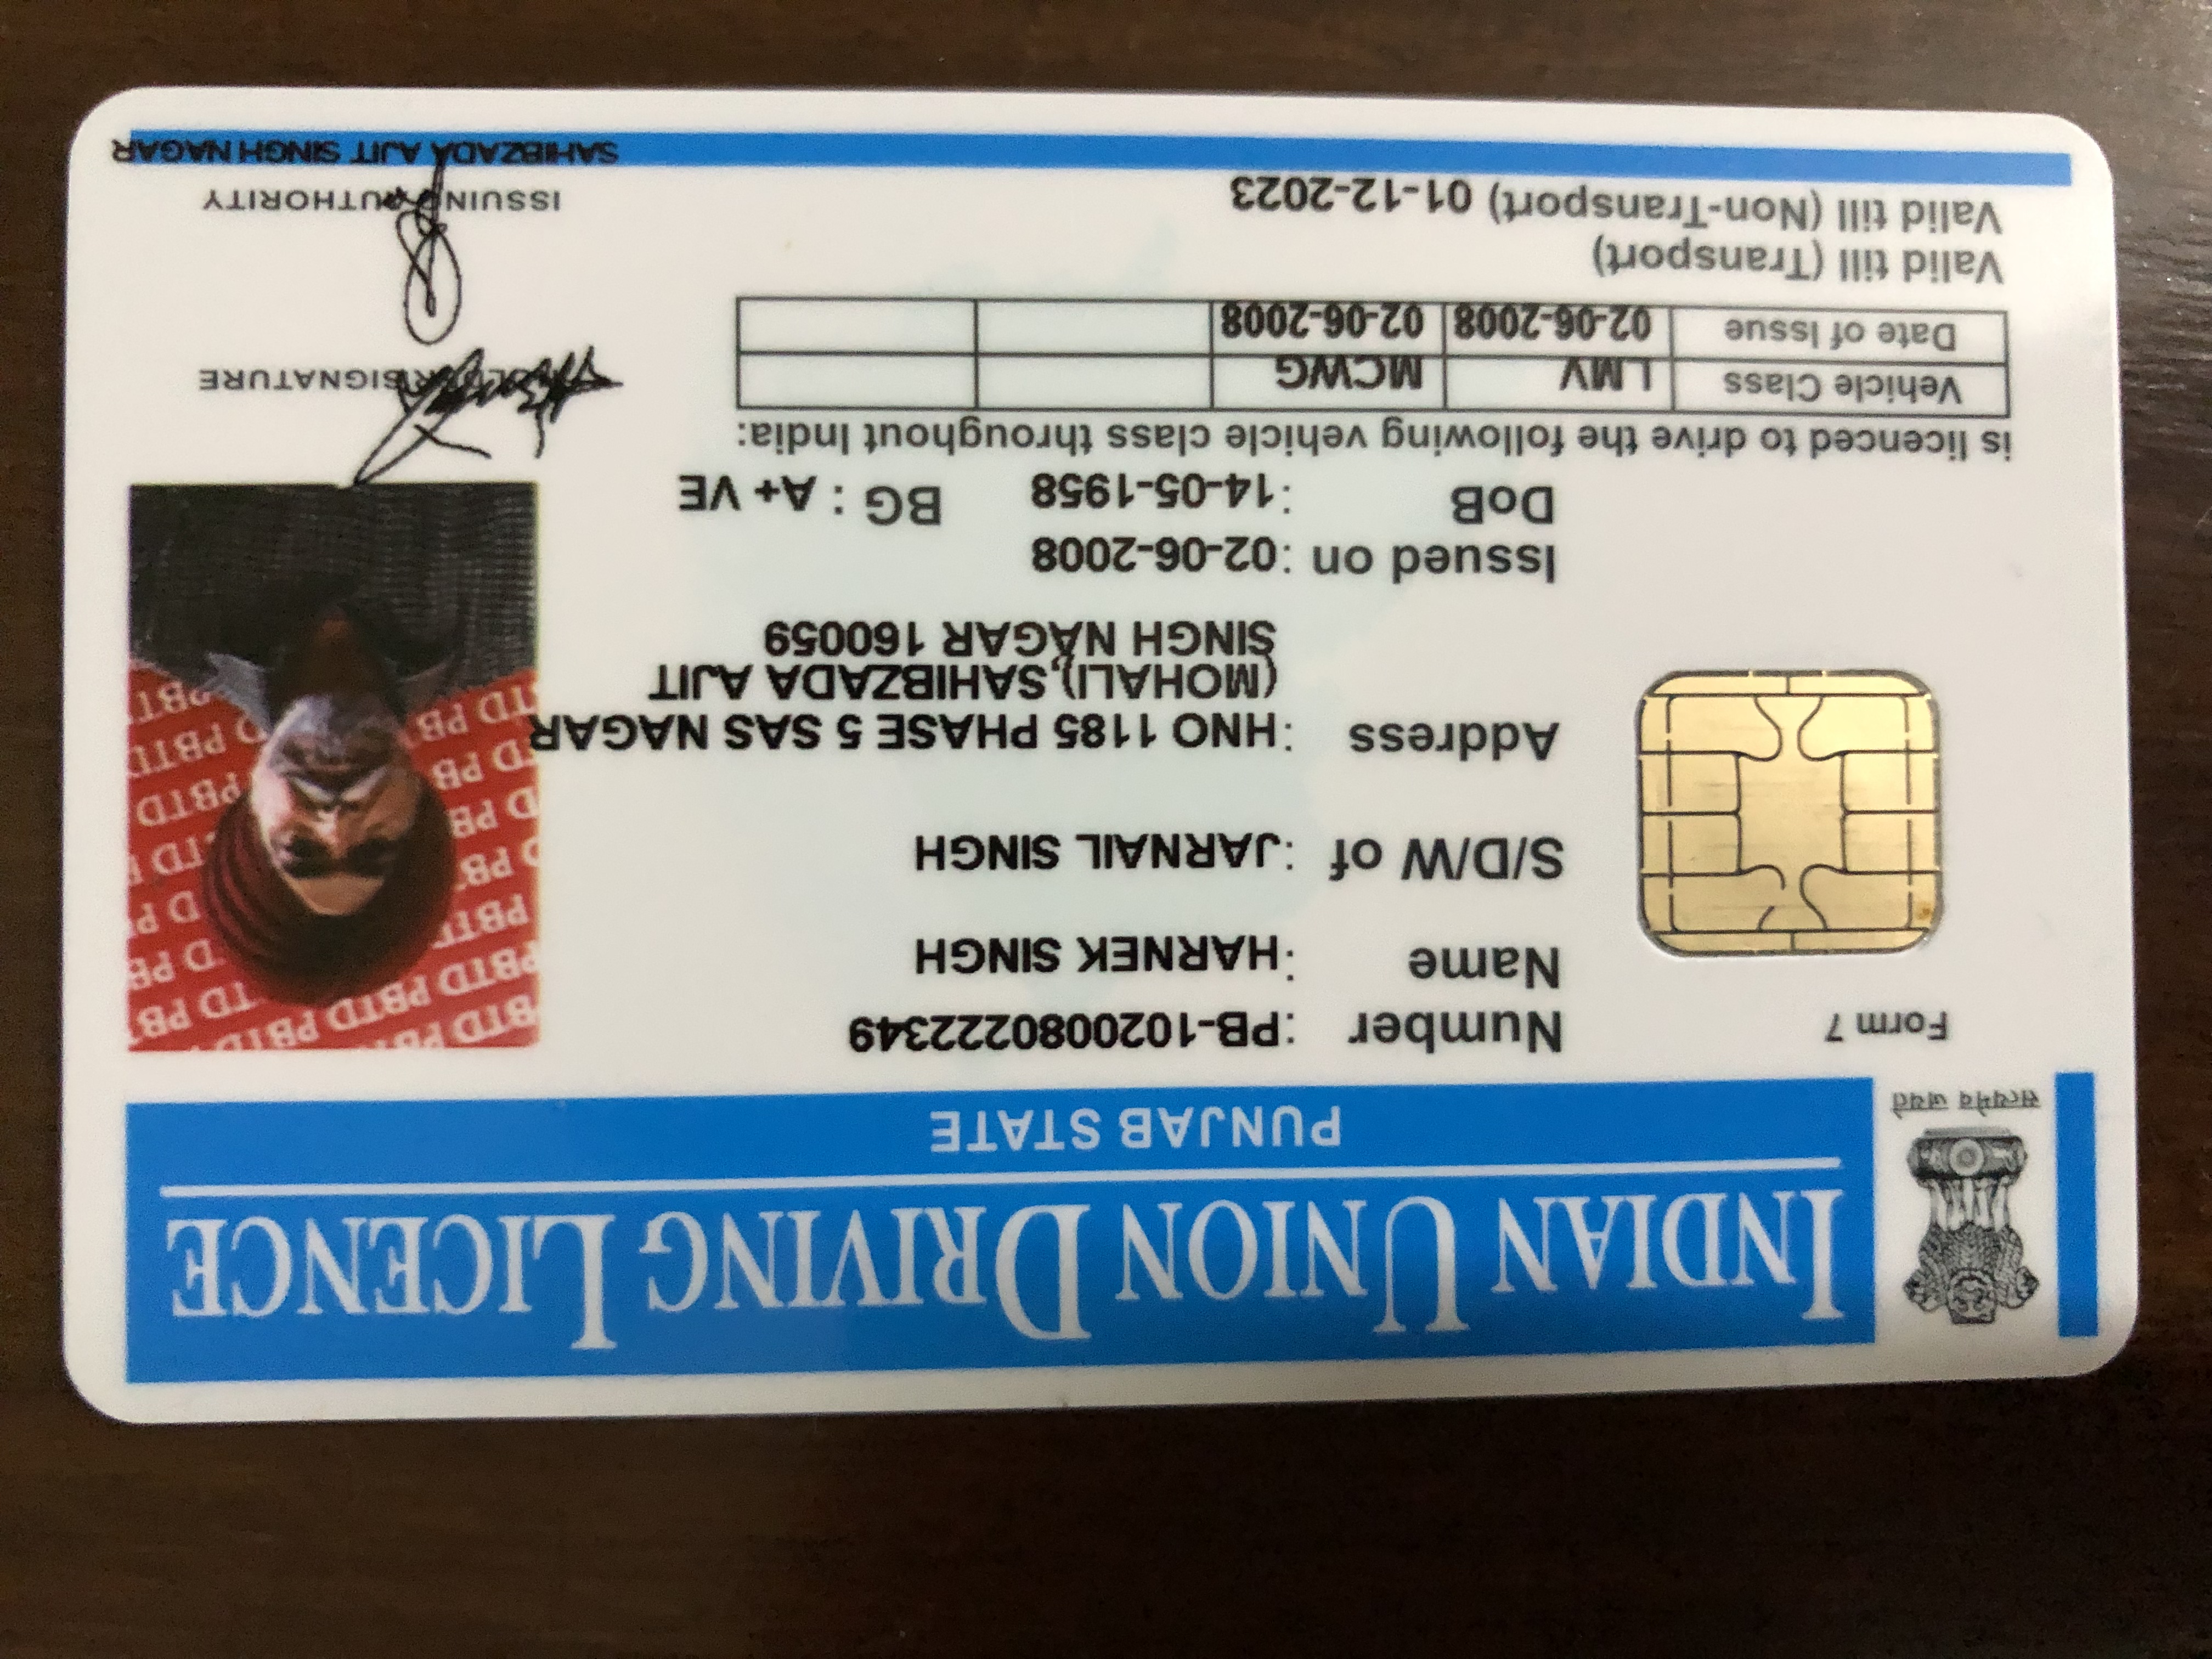 INDIAN UNION DRIVING LICENCE
PUNJAB STATE
सत्यमेव जयते
Form 7
Number :PB-1020080222349
Name :HARNEK SINGH
S/D/W of :JARNAIL SINGH
Address :HNO 1185 PHASE 5 SAS NAGAR
(MOHALI),SAHIBZADA AJIT
SINGH NAGAR 160059
Issued on :02-06-2008
DoB :14-05-1958 BG : A+ VE
is licenced to drive the following vehicle class throughout India:
Vehicle Class LMV MCWG
Date of Issue 02-06-2008 02-06-2008
Valid till (Transport)
Valid till (Non-Transport) 01-12-2023
HOLDER SIGNATURE
ISSUING AUTHORITY
SAHIBZADA AJIT SINGH NAGAR
PBTD PBTD PBTD